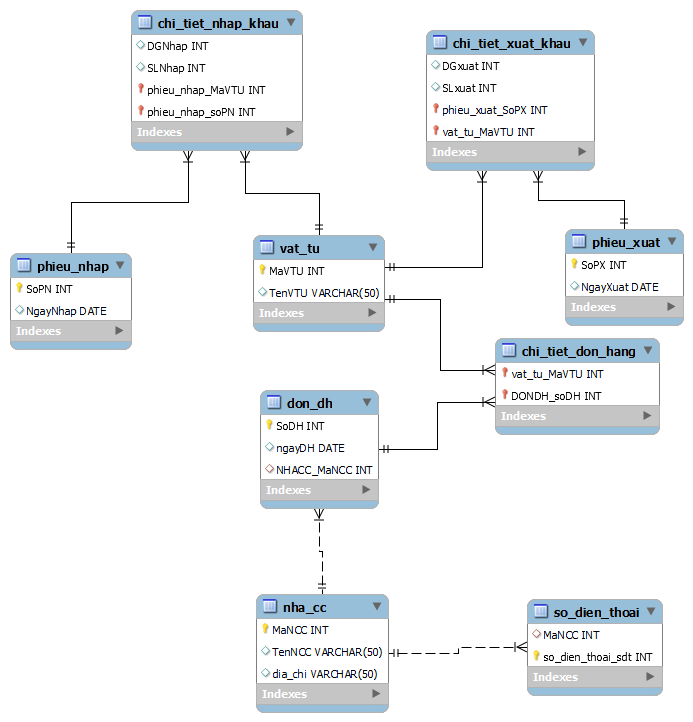 chi_tiet_nhap_khau
DGNhap INT
SLNhap INT
phieu_nhap_MaVTU INT
phieu_nhap_soPN INT
Indexes
chi_tiet_xuat_khau
DGxuat INT
SLxuat INT
phieu_xuat_SoPX INT
vat_tu_MaVTU INT
Indexes
phieu_nhap
SoPN INT
NgayNhap DATE
Indexes
vat_tu
MaVTU INT
TenVTU VARCHAR(50)
Indexes
phieu_xuat
SoPX INT
NgayXuat DATE
Indexes
chi_tiet_don_hang
vat_tu_MaVTU INT
DONDH_soDH INT
Indexes
don_dh
SoDH INT
ngayDH DATE
NHACC_MaNCC INT
Indexes
nha_cc
MaNCC INT
TenNCC VARCHAR(50)
dia_chi VARCHAR(50)
Indexes
so_dien_thoai
MaNCC INT
so_dien_thoai_sdt INT
Indexes